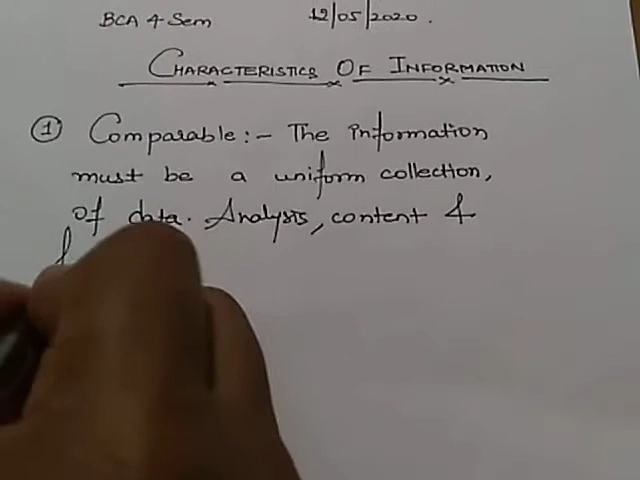 BCA 4-Sem 12/05/2020.
CHARACTERISTICS OF INFORMATION
① Comparable:- The information
must be a uniform collection,
of data. Analysis, content &
f